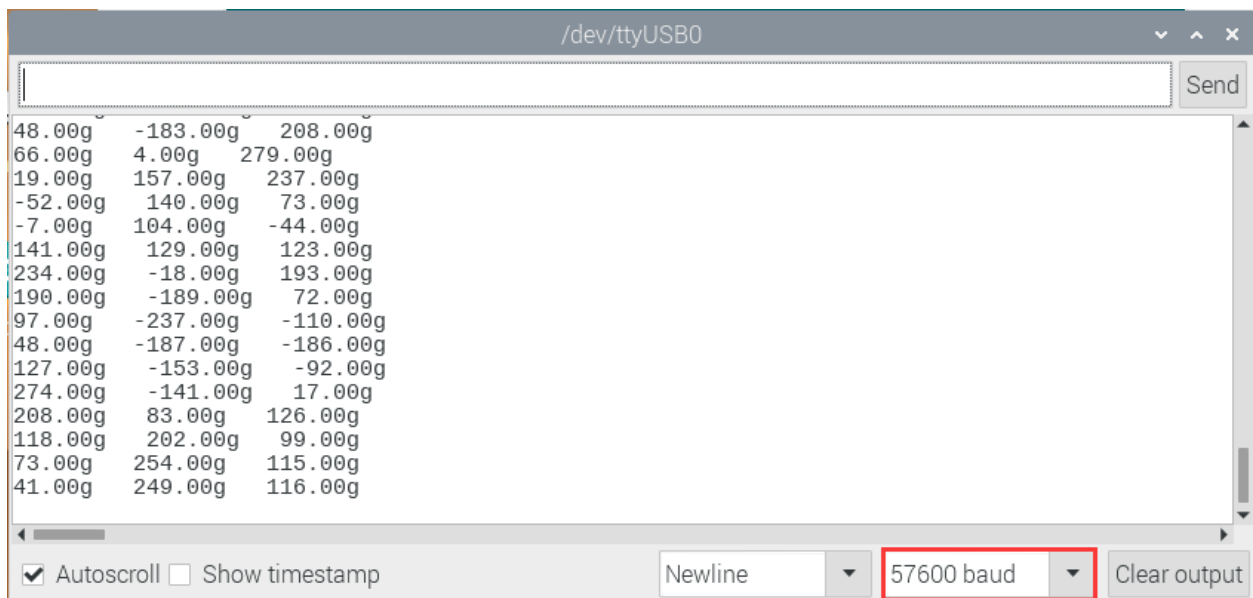 /dev/ttyUSB0
Send
48.00g -183.00g 208.00g
66.00g 4.00g 279.00g
19.00g 157.00g 237.00g
-52.00g 140.00g 73.00g
-7.00g 104.00g -44.00g
141.00g 129.00g 123.00g
234.00g -18.00g 193.00g
190.00g -189.00g 72.00g
97.00g -237.00g -110.00g
48.00g -187.00g -186.00g
127.00g -153.00g -92.00g
274.00g -141.00g 17.00g
208.00g 83.00g 126.00g
118.00g 202.00g 99.00g
73.00g 254.00g 115.00g
41.00g 249.00g 116.00g
Autoscroll Show timestamp Newline 57600 baud Clear output